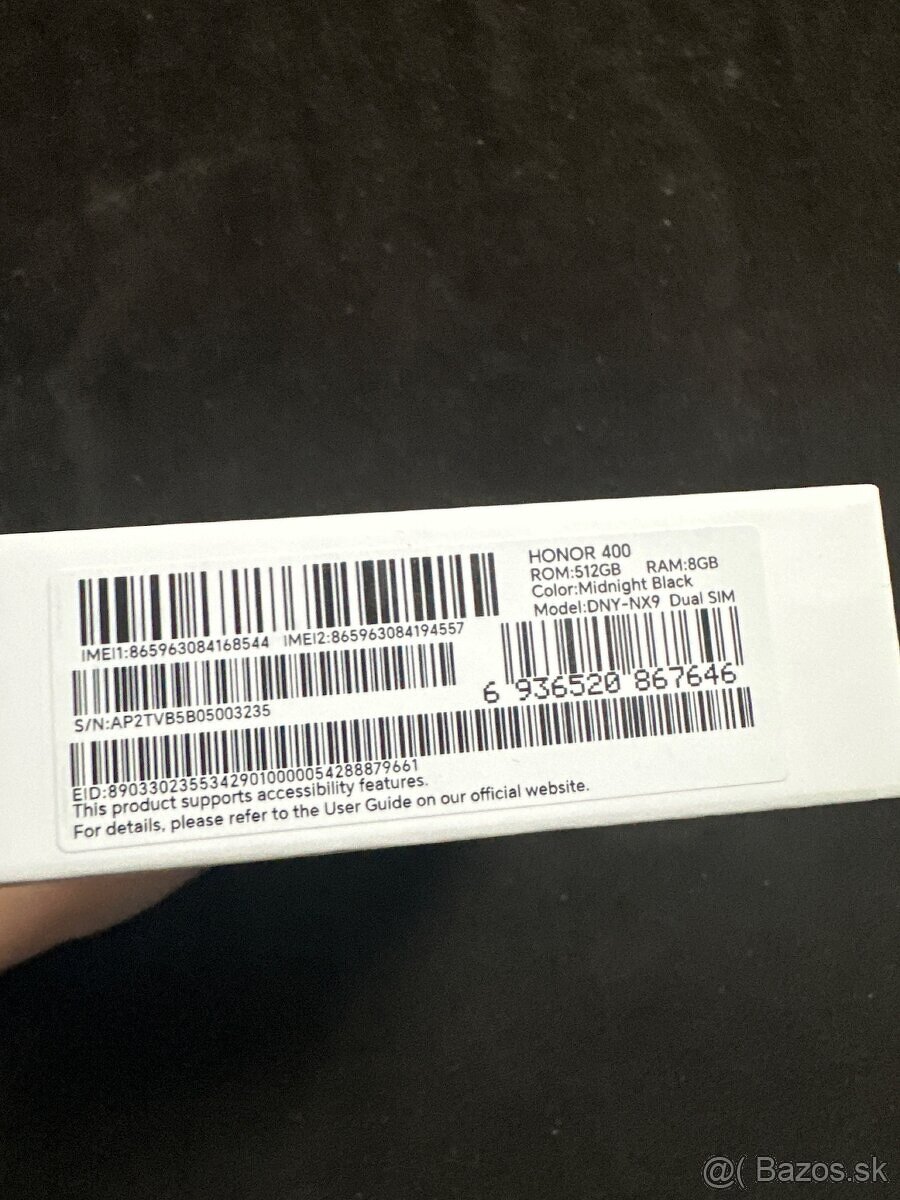 HONOR 400
ROM:512GB RAM:8GB
Color:Midnight Black
Model:DNY-NX9 Dual SIM
IMEI1:865963084168544 IMEI2:865963084194557
6 936520 867646
S/N:AP2TVB5B05003235
EID:89033023553429010000054288879661
This product supports accessibility features.
For details, please refer to the User Guide on our official website.
@( Bazos.sk